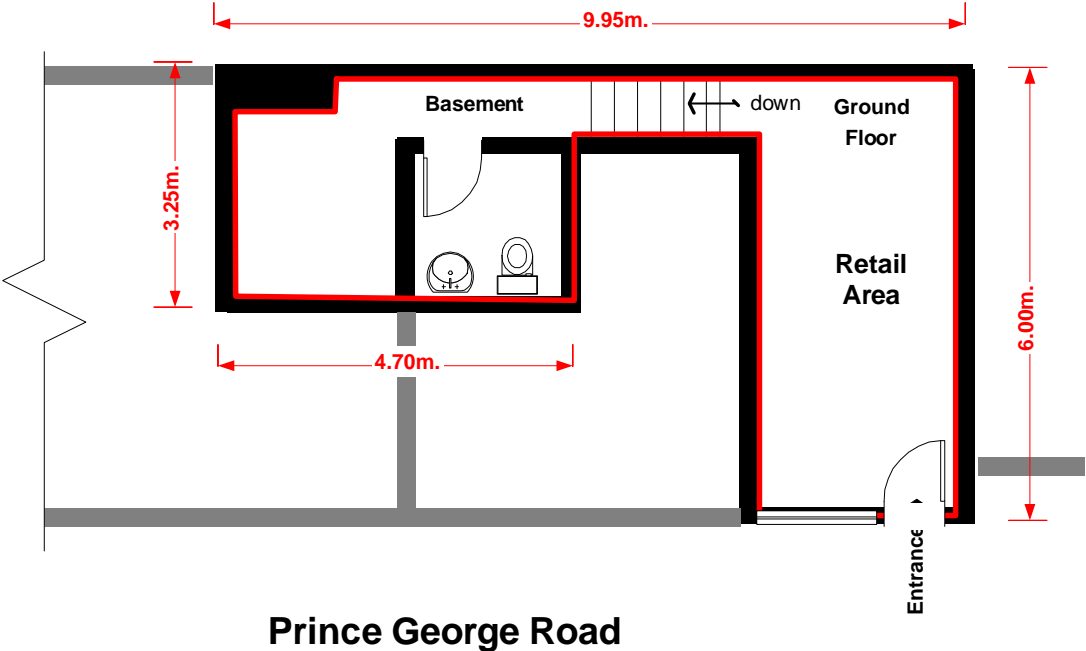 9.95m.
Basement
down
Ground
Floor
3.25m.
Retail
Area
6.00m.
4.70m.
Entrance
Prince George Road